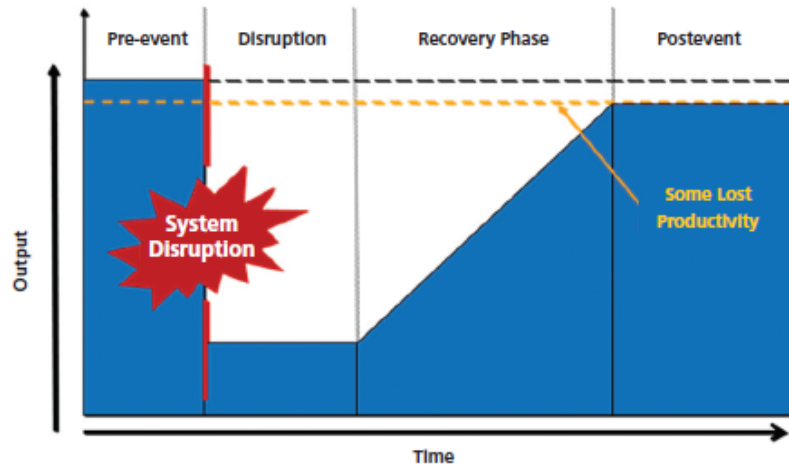 Pre-event
Disruption
Recovery Phase
Postevent
System
Disruption
Some Lost
Productivity
Output
Time